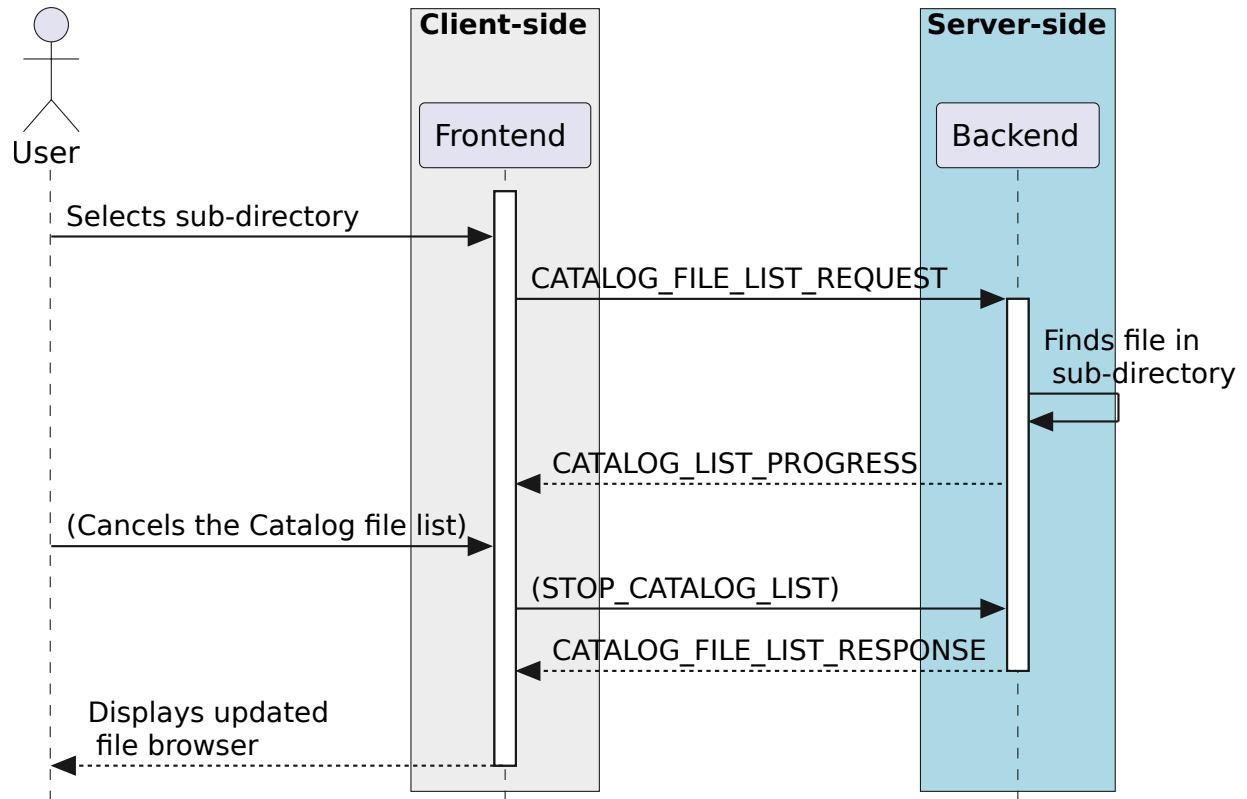 Client-side
Server-side
User
Frontend
Backend
Selects sub-directory
CATALOG_FILE_LIST_REQUEST
Finds file in
sub-directory
CATALOG_LIST_PROGRESS
(Cancels the Catalog file list)
(STOP_CATALOG_LIST)
CATALOG_FILE_LIST_RESPONSE
Displays updated
file browser